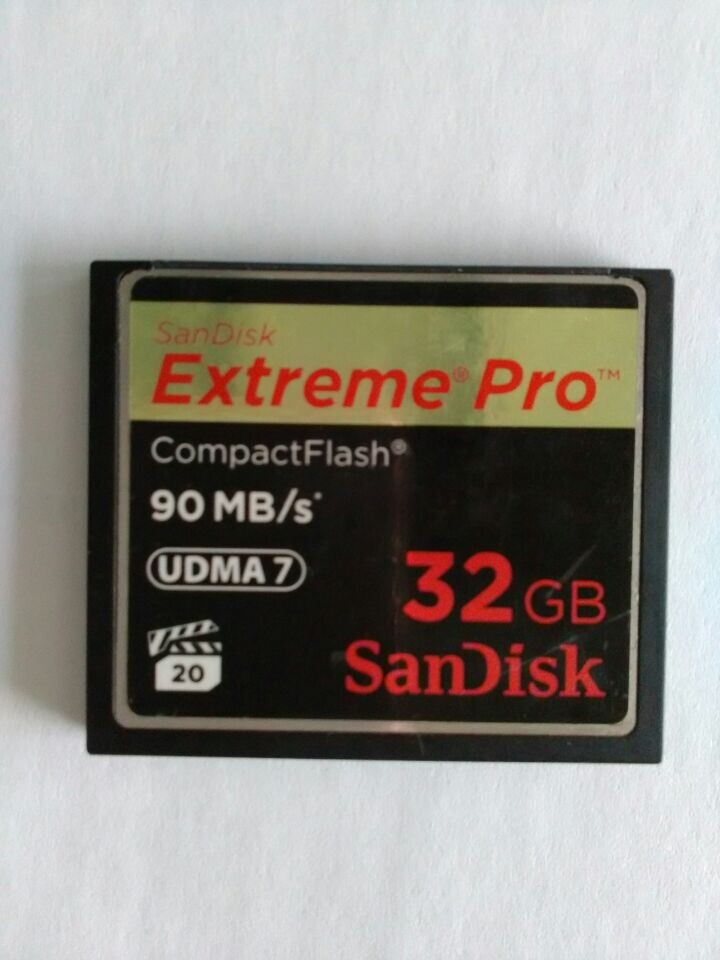 SanDisk
Extreme® Pro™
CompactFlash®
90 MB/s*
UDMA 7
32 GB
20
SanDisk